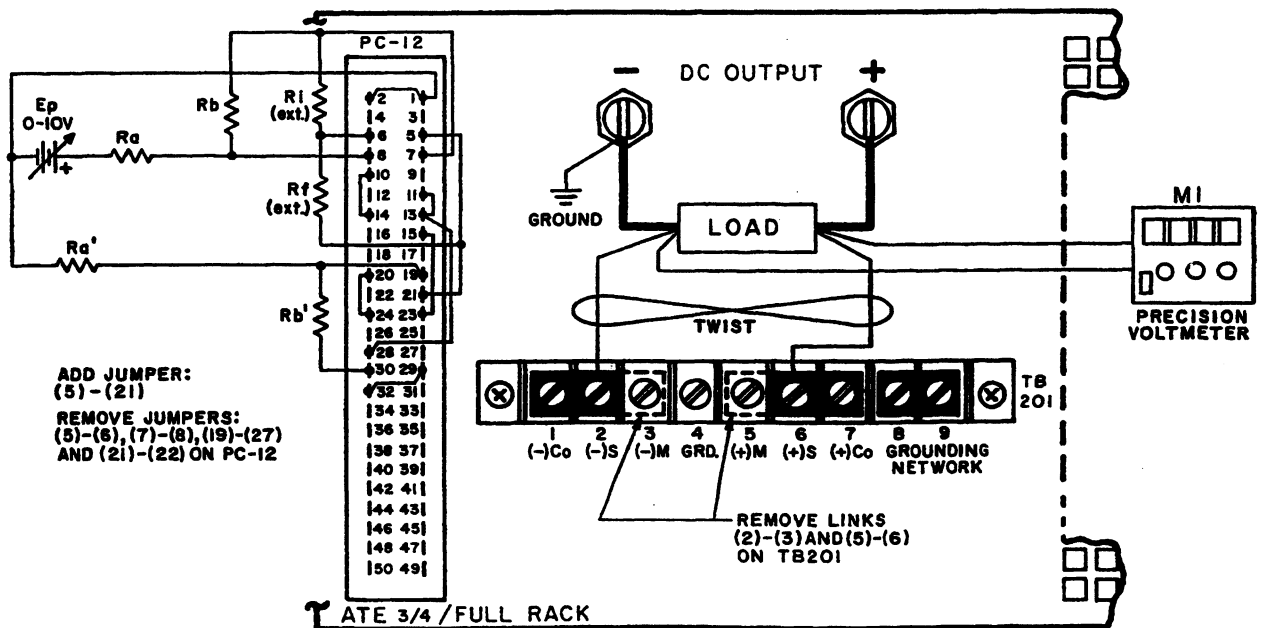 PC-12
Ep
0-10V
Ra
Rb
Ri
(ext.)
Rf
(ext.)
Ra'
Rb'
+
2 1
4 3
6 5
8 7
10 9
12 11
14 13
16 15
18 17
20 19
22 21
24 23
26 25
28 27
30 29
32 31
34 33
36 35
38 37
40 39
42 41
44 43
46 45
48 47
50 49
ADD JUMPER:
(5)-(21)
REMOVE JUMPERS:
(5)-(6), (7)-(8), (19)-(27)
AND (21)-(22) ON PC-12
- DC OUTPUT +
GROUND
LOAD
TWIST
M1
PRECISION
VOLTMETER
TB
201
1 2 3 4 5 6 7 8 9
(-)Co (-)S (-)M GRD. (+)M (+)S (+)Co GROUNDING
NETWORK
REMOVE LINKS
(2)-(3) AND (5)-(6)
ON TB201
ATE 3/4 / FULL RACK